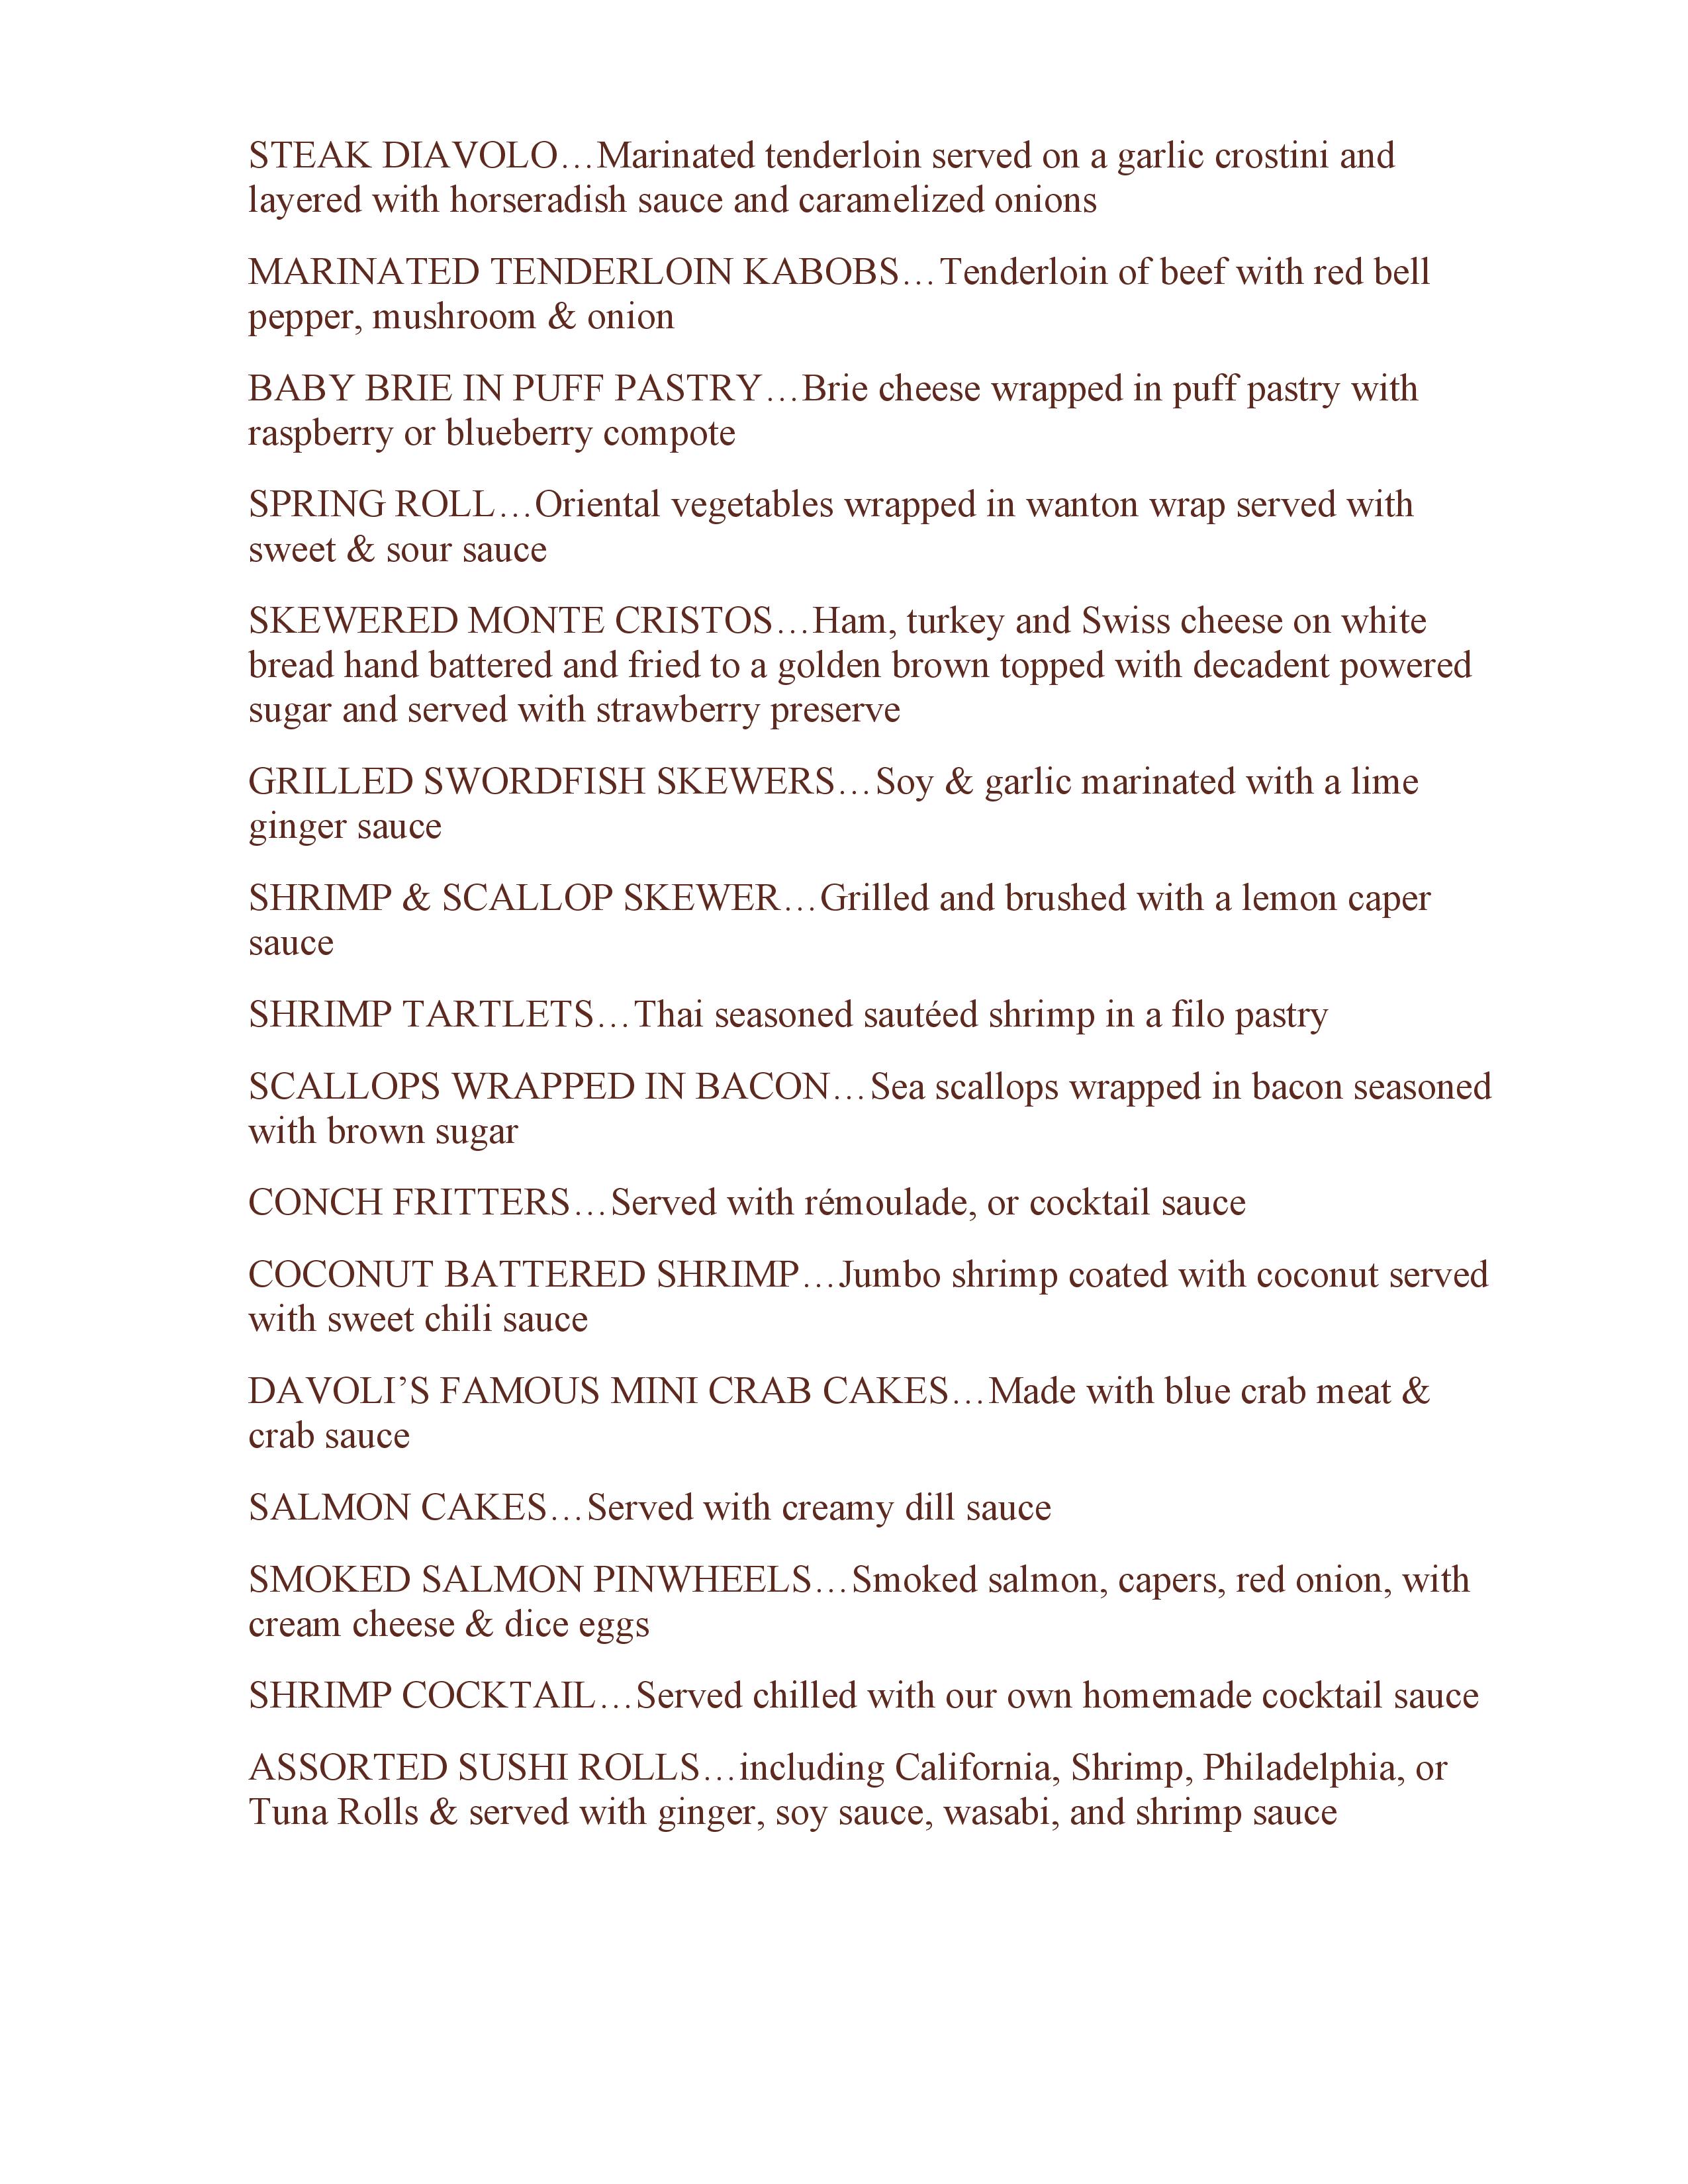 STEAK DIAVOLO…Marinated tenderloin served on a garlic crostini and
layered with horseradish sauce and caramelized onions
MARINATED TENDERLOIN KABOBS…Tenderloin of beef with red bell
pepper, mushroom & onion
BABY BRIE IN PUFF PASTRY…Brie cheese wrapped in puff pastry with
raspberry or blueberry compote
SPRING ROLL…Oriental vegetables wrapped in wanton wrap served with
sweet & sour sauce
SKEWERED MONTE CRISTOS…Ham, turkey and Swiss cheese on white
bread hand battered and fried to a golden brown topped with decadent powered
sugar and served with strawberry preserve
GRILLED SWORDFISH SKEWERS…Soy & garlic marinated with a lime
ginger sauce
SHRIMP & SCALLOP SKEWER…Grilled and brushed with a lemon caper
sauce
SHRIMP TARTLETS…Thai seasoned sautéed shrimp in a filo pastry
SCALLOPS WRAPPED IN BACON…Sea scallops wrapped in bacon seasoned
with brown sugar
CONCH FRITTERS…Served with rémoulade, or cocktail sauce
COCONUT BATTERED SHRIMP…Jumbo shrimp coated with coconut served
with sweet chili sauce
DAVOLI’S FAMOUS MINI CRAB CAKES…Made with blue crab meat &
crab sauce
SALMON CAKES…Served with creamy dill sauce
SMOKED SALMON PINWHEELS…Smoked salmon, capers, red onion, with
cream cheese & dice eggs
SHRIMP COCKTAIL…Served chilled with our own homemade cocktail sauce
ASSORTED SUSHI ROLLS…including California, Shrimp, Philadelphia, or
Tuna Rolls & served with ginger, soy sauce, wasabi, and shrimp sauce